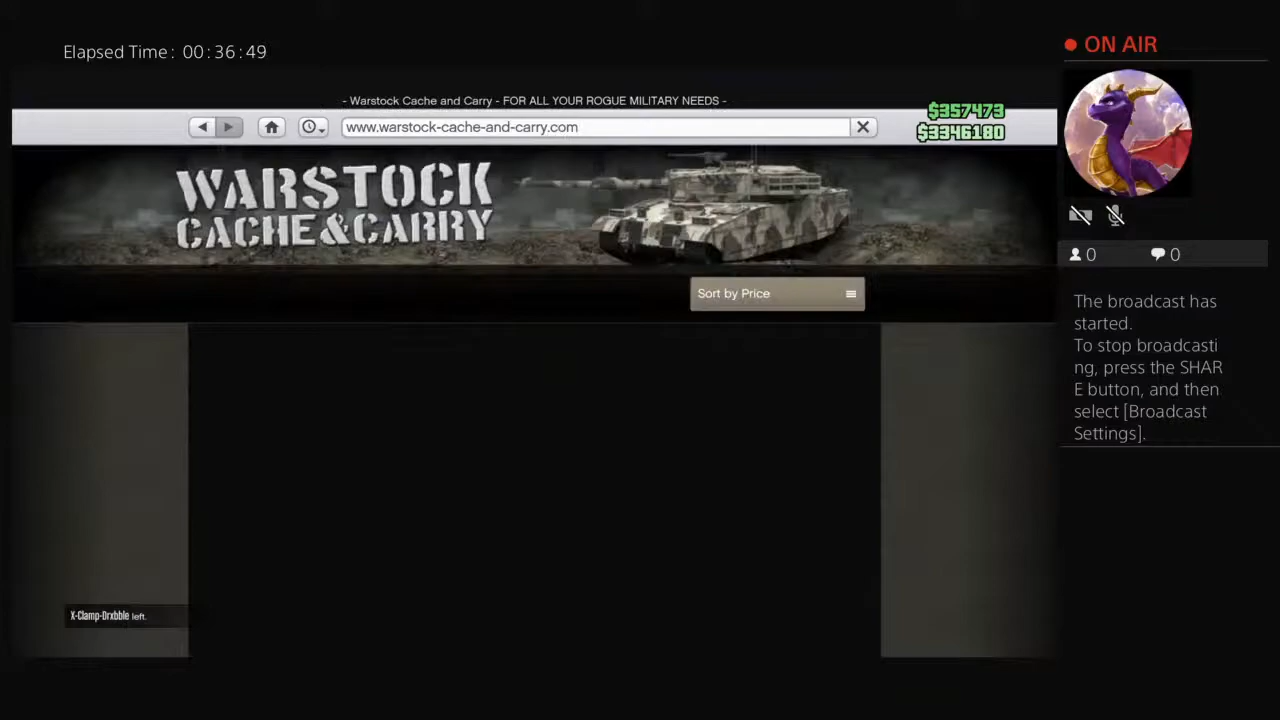 Elapsed Time: 00:36:49
ON AIR
- Warstock Cache and Carry - FOR ALL YOUR ROGUE MILITARY NEEDS -
www.warstock-cache-and-carry.com
$357473
$3346180
WARSTOCK
CACHE&CARRY
Sort by Price
0
0
The broadcast has
started.
To stop broadcasti
ng, press the SHAR
E button, and then
select [Broadcast
Settings].
X-Clamp-Drxbble left.